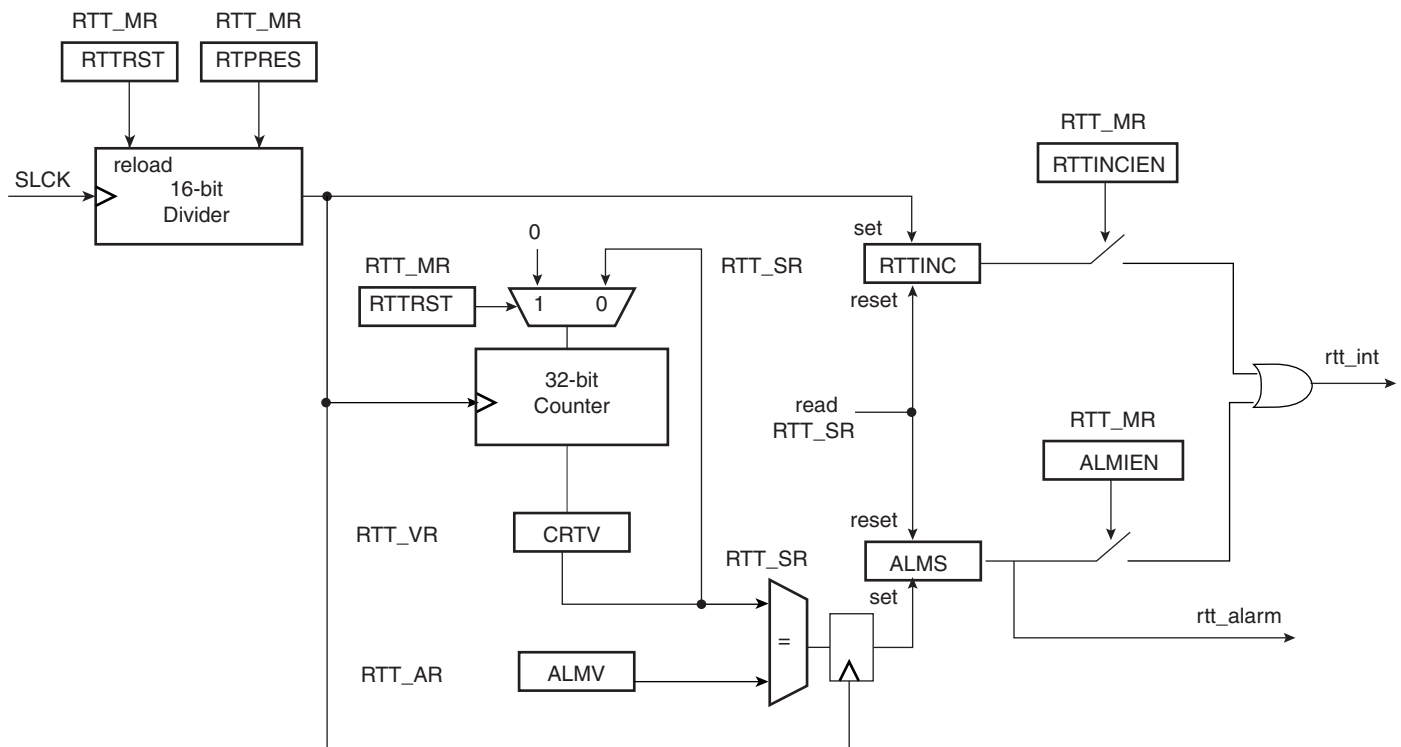 RTT_MR
RTTRST
RTT_MR
RTPRES
SLCK
reload
16-bit
Divider
0
RTT_MR
RTTRST
1 0
32-bit
Counter
RTT_VR
CRTV
RTT_AR
ALMV
RTT_SR
=
RTT_SR
set
RTTINC
reset
read
RTT_SR
reset
ALMS
set
RTT_MR
RTTINCIEN
RTT_MR
ALMIEN
rtt_int
rtt_alarm